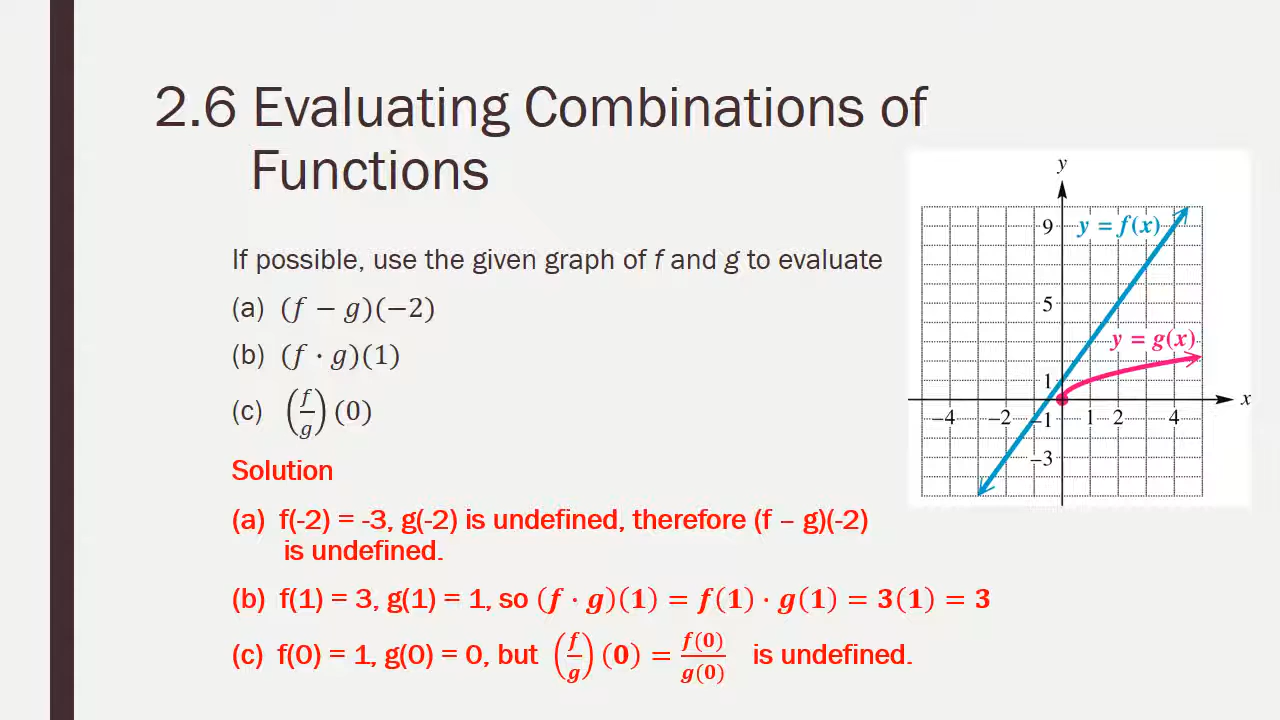 2.6 Evaluating Combinations of
Functions
If possible, use the given graph of f and g to evaluate
(a) (f − g)(−2)
(b) (f · g)(1)
(c) (f/g)(0)
Solution
(a) f(-2) = -3, g(-2) is undefined, therefore (f – g)(-2)
is undefined.
(b) f(1) = 3, g(1) = 1, so (f · g)(1) = f(1) · g(1) = 3(1) = 3
(c) f(0) = 1, g(0) = 0, but (f/g)(0) = f(0)/g(0) is undefined.
y
9
y = f(x)
5
y = g(x)
1
x
−4 −2 −1 1 2 4
−3